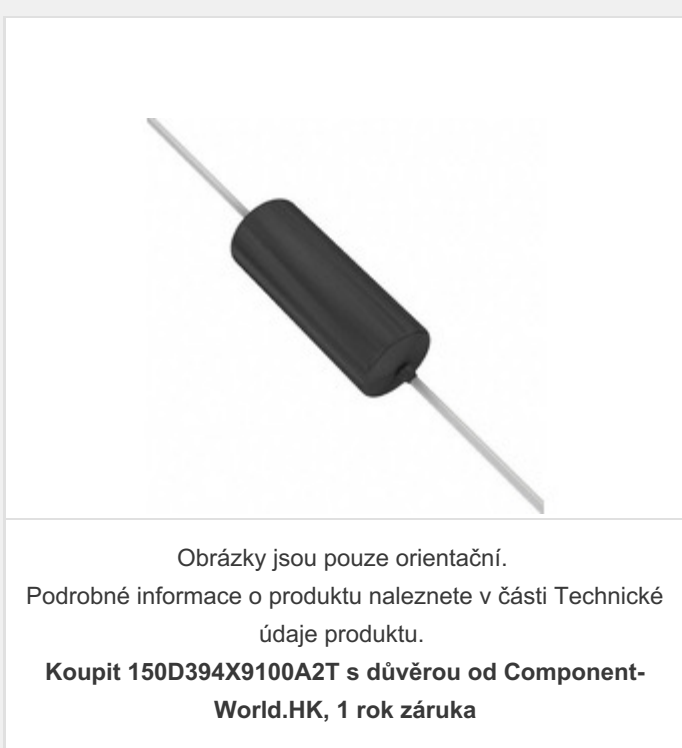 Obrázky jsou pouze orientační.
Podrobné informace o produktu naleznete v části Technické
údaje produktu.
Koupit 150D394X9100A2T s důvěrou od Component-
World.HK, 1 rok záruka